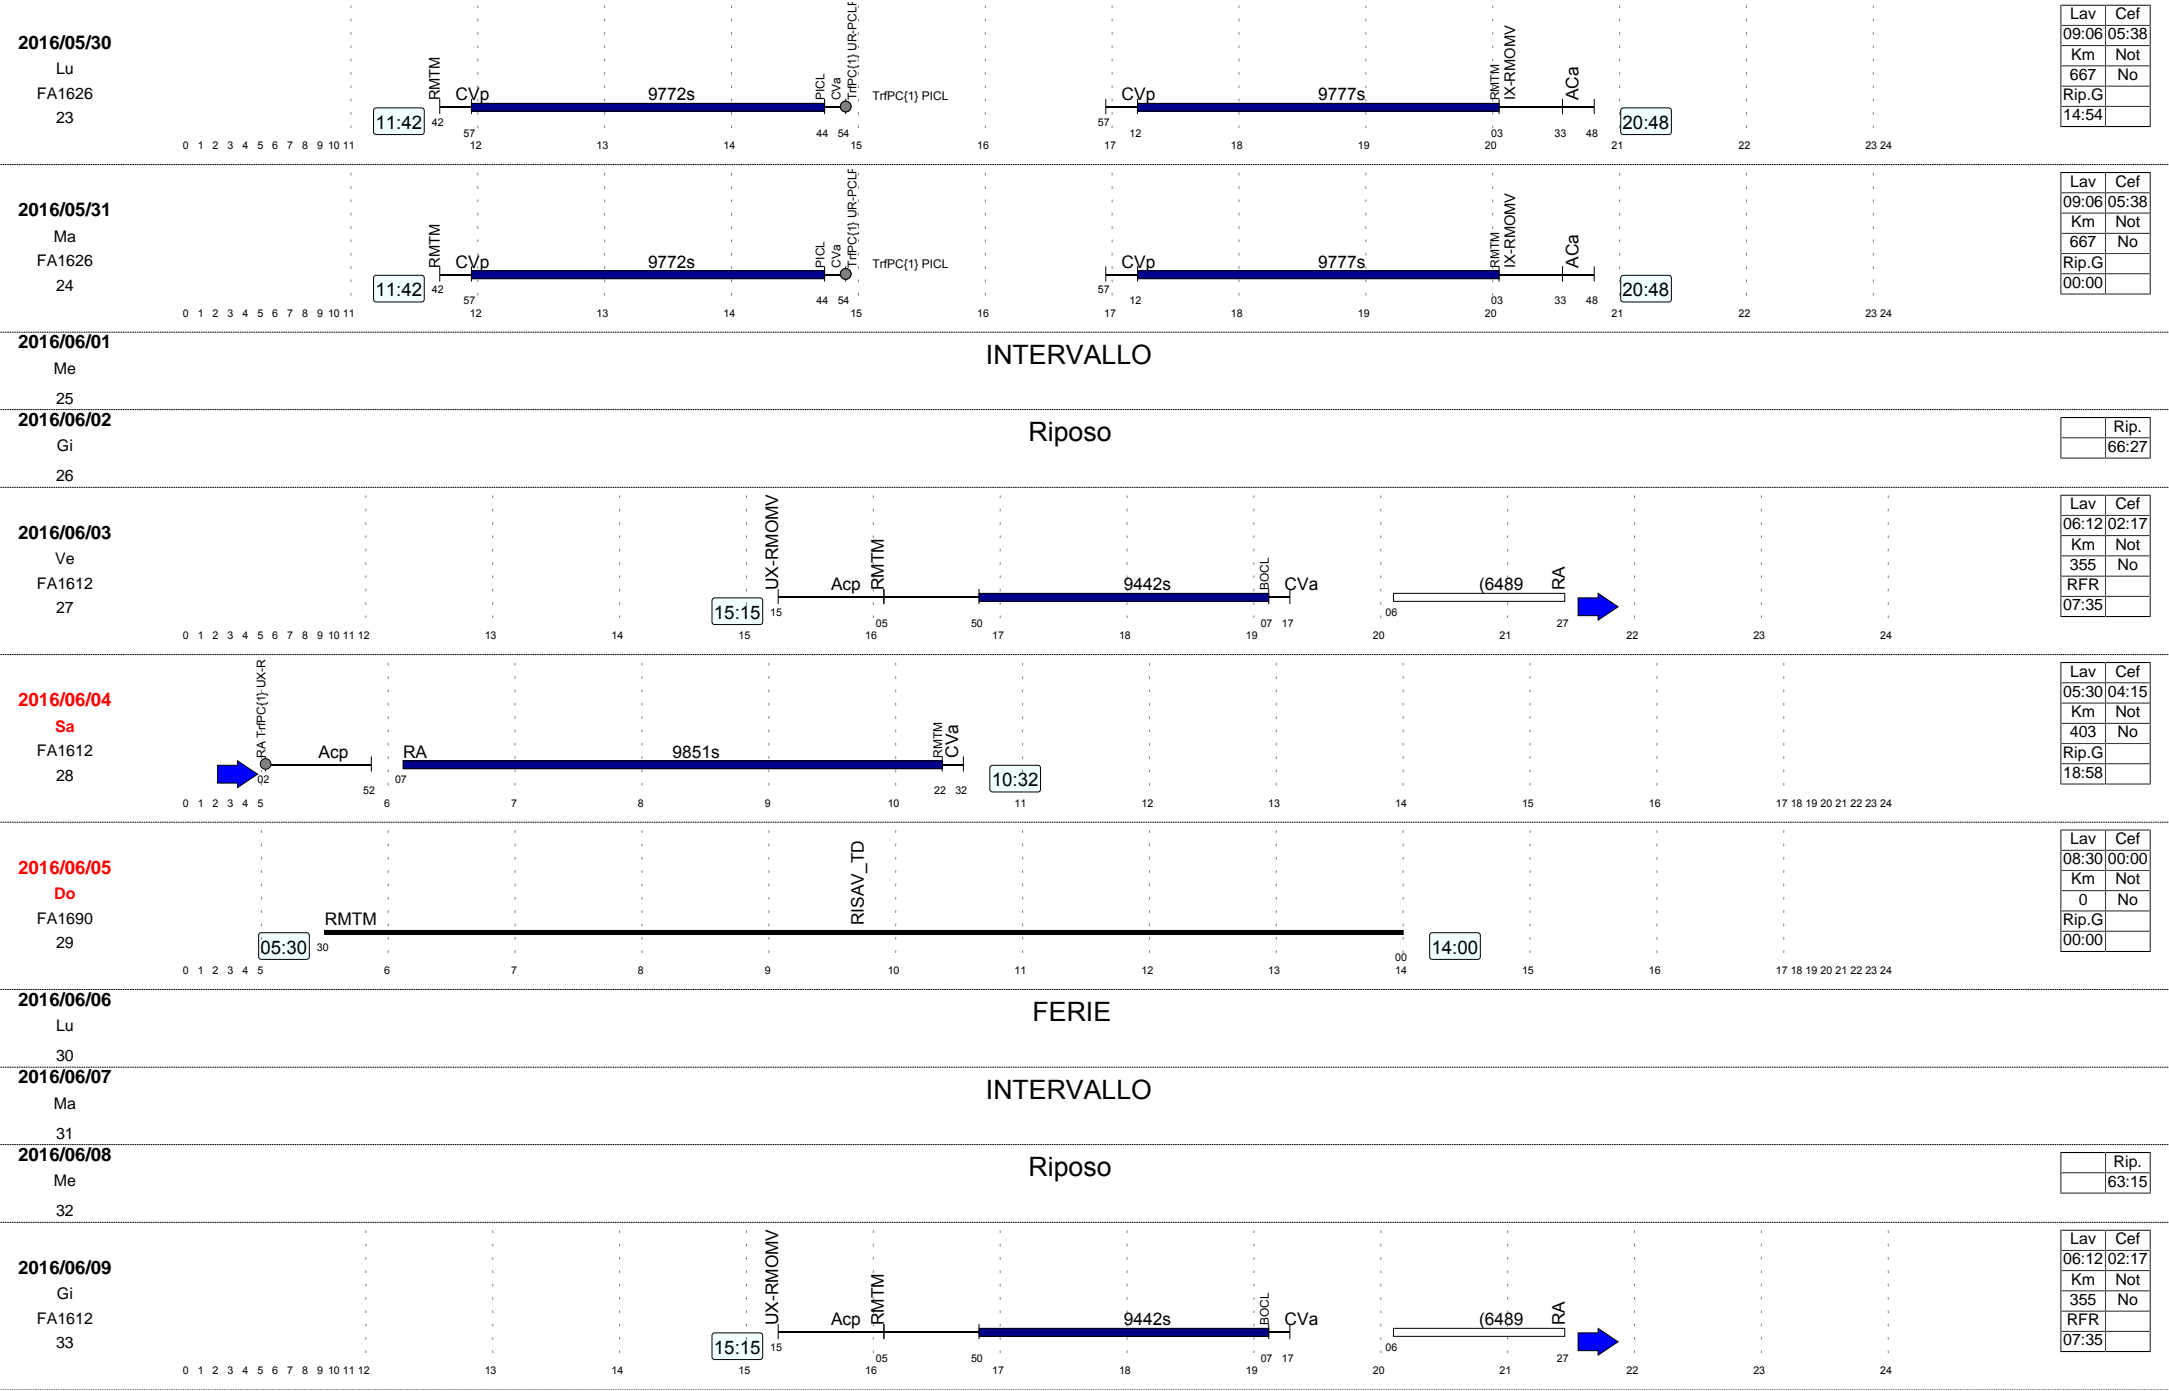 2016/05/30
Lu
FA1626
23
11:42
RMTM
42
CVp
57
9772s
PICL
44
CVa
54
TrfPC{1} UR-PCLF
TrfPC{1} PICL
57
CVp
12
9777s
RMTM
03
IX-RMOMV
33
ACa
48
20:48
0 1 2 3 4 5 6 7 8 9 10 11 12 13 14 15 16 17 18 19 20 21 22 23 24
Lav Cef
09:06 05:38
Km Not
667 No
Rip.G
14:54
2016/05/31
Ma
FA1626
24
11:42
RMTM
42
CVp
57
9772s
PICL
44
CVa
54
TrfPC{1} UR-PCLF
TrfPC{1} PICL
57
CVp
12
9777s
RMTM
03
IX-RMOMV
33
ACa
48
20:48
0 1 2 3 4 5 6 7 8 9 10 11 12 13 14 15 16 17 18 19 20 21 22 23 24
Lav Cef
09:06 05:38
Km Not
667 No
Rip.G
00:00
2016/06/01
Me
25
INTERVALLO
2016/06/02
Gi
26
Riposo
Rip.
66:27
2016/06/03
Ve
FA1612
27
15:15
UX-RMOMV
15
Acp
RMTM
05
50
9442s
BOCL
07
CVa
17
06
(6489
RA
27
0 1 2 3 4 5 6 7 8 9 10 11 12 13 14 15 16 17 18 19 20 21 22 23 24
Lav Cef
06:12 02:17
Km Not
355 No
RFR
07:35
2016/06/04
Sa
FA1612
28
RA TrfPC{1} UX-R
02
Acp
52
RA
07
9851s
RMTM
22
CVa
32
10:32
0 1 2 3 4 5 6 7 8 9 10 11 12 13 14 15 16 17 18 19 20 21 22 23 24
Lav Cef
05:30 04:15
Km Not
403 No
Rip.G
18:58
2016/06/05
Do
FA1690
29
05:30
30
RMTM
RISAV_TD
00
14:00
0 1 2 3 4 5 6 7 8 9 10 11 12 13 14 15 16 17 18 19 20 21 22 23 24
Lav Cef
08:30 00:00
Km Not
0 No
Rip.G
00:00
2016/06/06
Lu
30
FERIE
2016/06/07
Ma
31
INTERVALLO
2016/06/08
Me
32
Riposo
Rip.
63:15
2016/06/09
Gi
FA1612
33
15:15
UX-RMOMV
15
Acp
RMTM
05
50
9442s
BOCL
07
CVa
17
06
(6489
RA
27
0 1 2 3 4 5 6 7 8 9 10 11 12 13 14 15 16 17 18 19 20 21 22 23 24
Lav Cef
06:12 02:17
Km Not
355 No
RFR
07:35